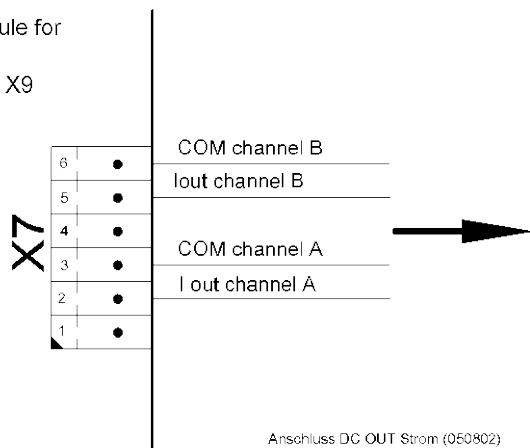 ule for
X9
COM channel B
Iout channel B
COM channel A
I out channel A
X7
6
5
4
3
2
1
Anschluss DC OUT Strom (050802)